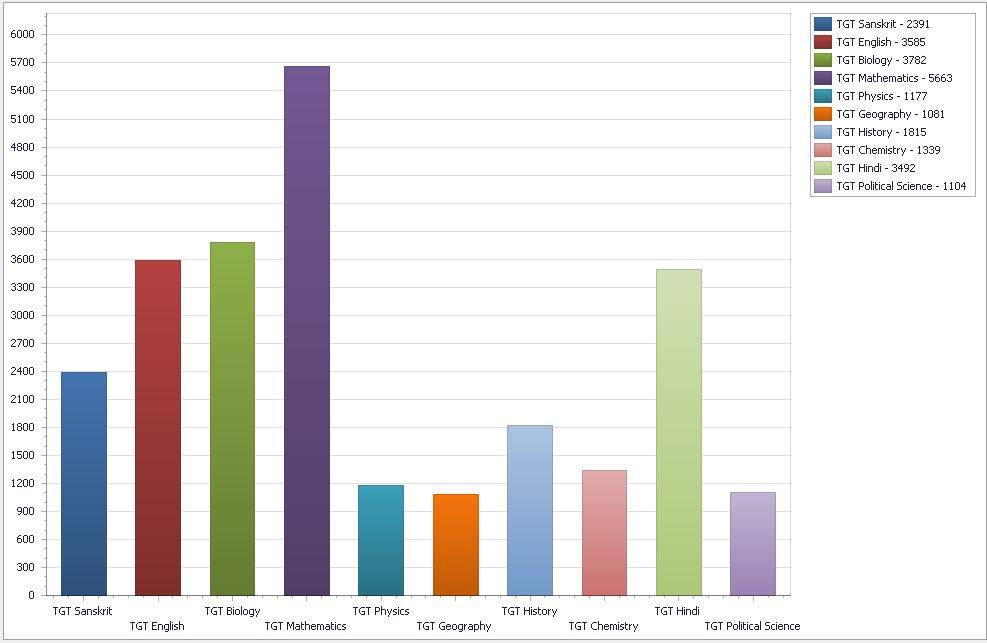 6000
5700
5400
5100
4800
4500
4200
3900
3600
3300
3000
2700
2400
2100
1800
1500
1200
900
600
300
0
TGT Sanskrit
TGT English
TGT Biology
TGT Mathematics
TGT Physics
TGT Geography
TGT History
TGT Chemistry
TGT Hindi
TGT Political Science
TGT Sanskrit - 2391
TGT English - 3585
TGT Biology - 3782
TGT Mathematics - 5663
TGT Physics - 1177
TGT Geography - 1081
TGT History - 1815
TGT Chemistry - 1339
TGT Hindi - 3492
TGT Political Science - 1104